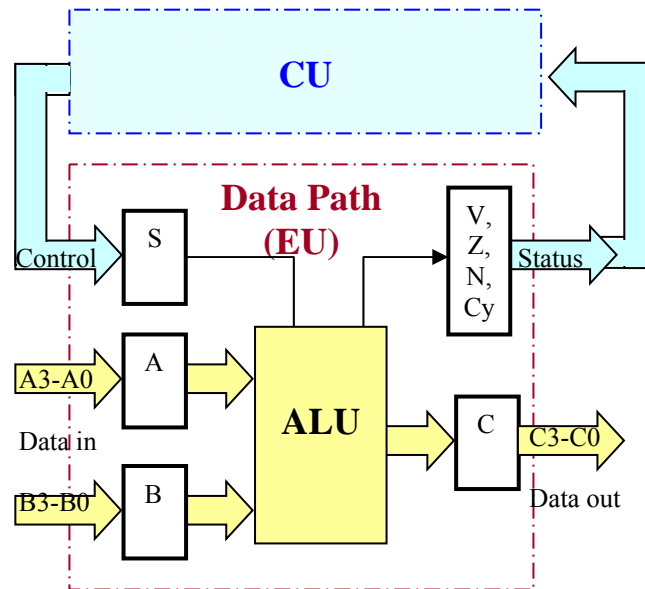 CU
Data Path
(EU)
S
V,
Z,
N,
Cy
Control
Status
A3-A0
A
ALU
C
C3-C0
Data in
B3-B0
B
Data out